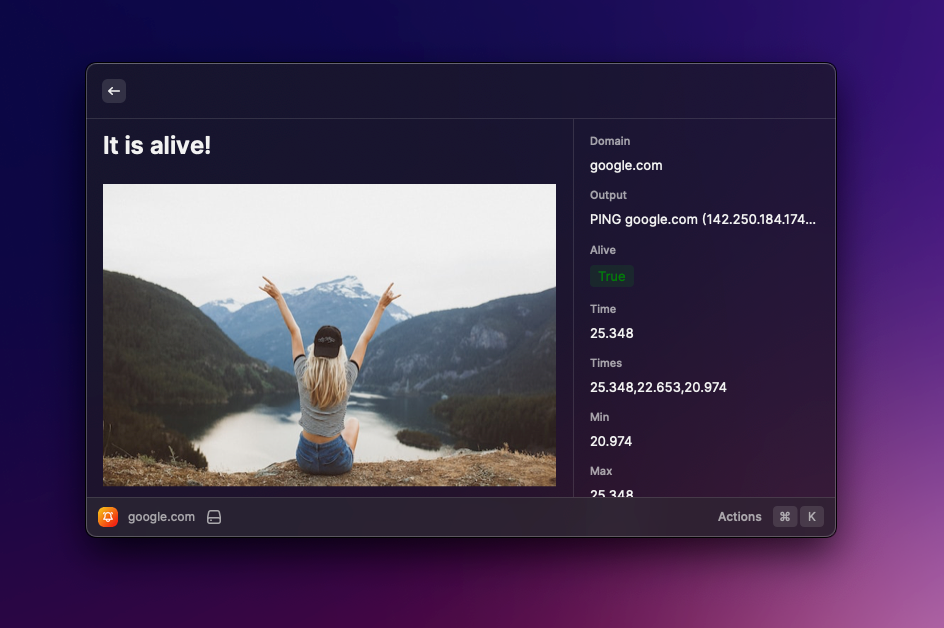 It is alive!
Domain
google.com
Output
PING google.com (142.250.184.174...
Alive
True
Time
25.348
Times
25.348,22.653,20.974
Min
20.974
Max
25.348
google.com
Actions
⌘
K